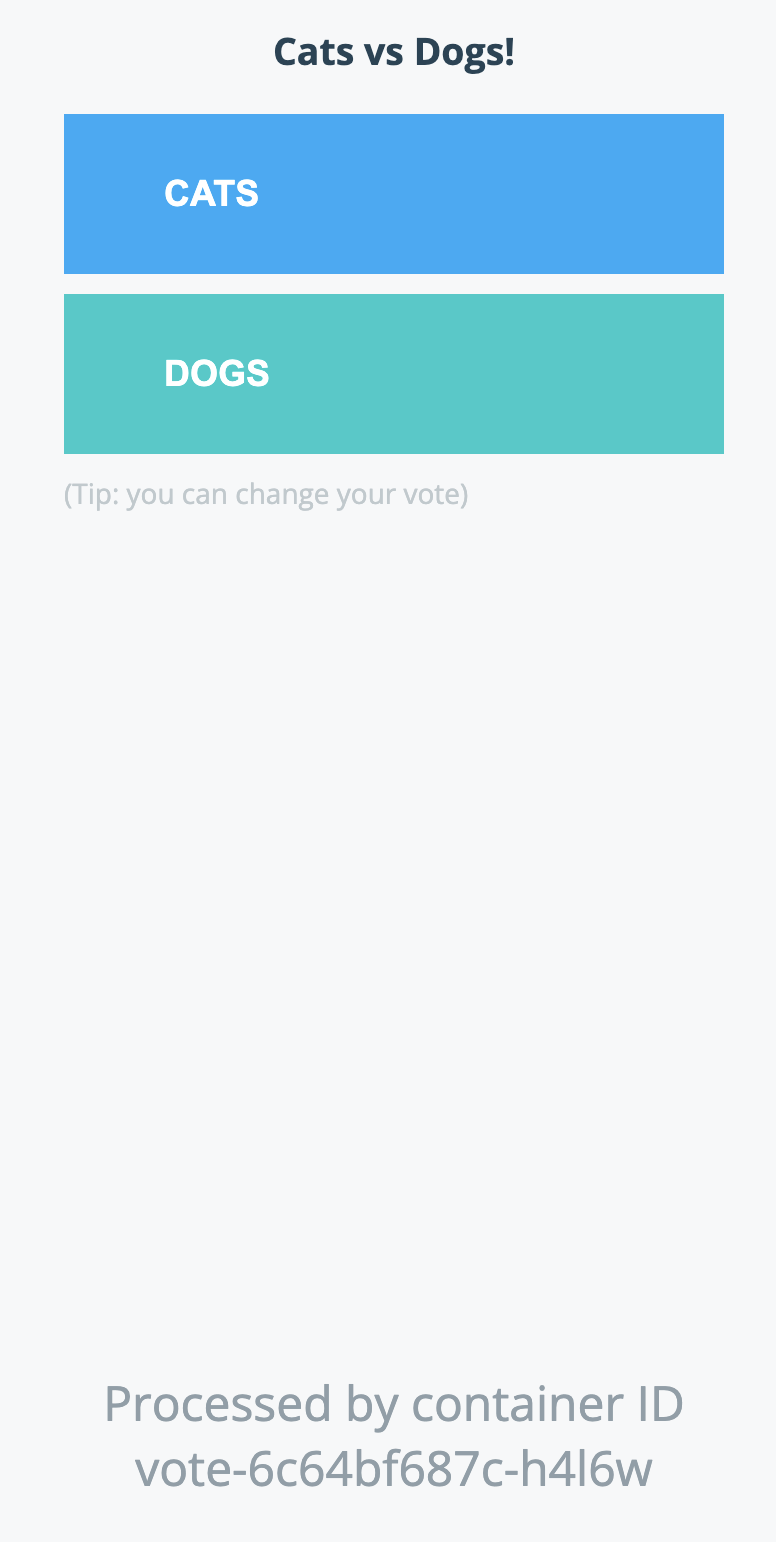 Cats vs Dogs!
CATS
DOGS
(Tip: you can change your vote)
Processed by container ID
vote-6c64bf687c-h4l6w